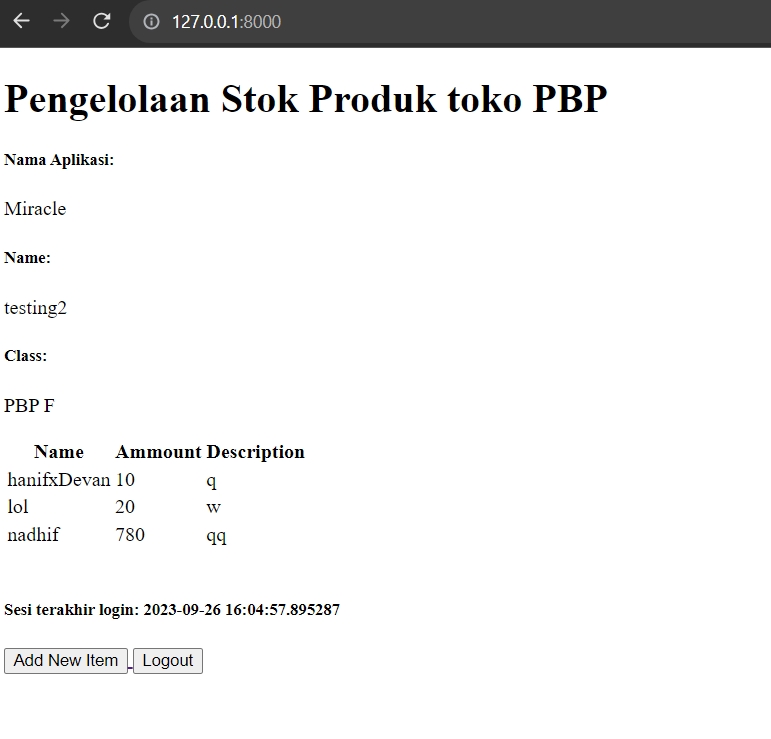 127.0.0.1:8000
Pengelolaan Stok Produk toko PBP
Nama Aplikasi:
Miracle
Name:
testing2
Class:
PBP F
Name Ammount Description
hanifxDevan 10 q
lol 20 w
nadhif 780 qq
Sesi terakhir login: 2023-09-26 16:04:57.895287
Add New Item Logout